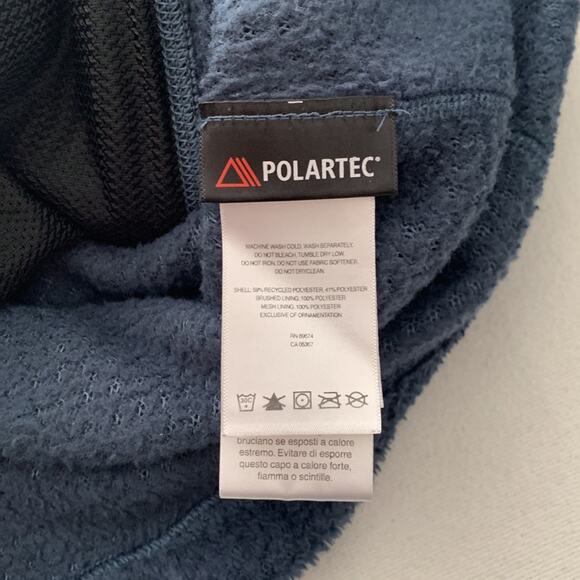 POLARTEC®
MACHINE WASH COLD, WASH SEPARATELY.
DO NOT BLEACH, TUMBLE DRY LOW.
DO NOT IRON, DO NOT USE FABRIC SOFTENER.
DO NOT DRYCLEAN.
SHELL: 59% RECYCLED POLYESTER, 41% POLYESTER
BRUSHED LINING: 100% POLYESTER
MESH LINING: 100% POLYESTER
EXCLUSIVE OF ORNAMENTATION
RN 89674
CA 05367
30C
bruciano se esposti a calore
estremo. Evitare di esporre
questo capo a calore forte,
fiamma o scintille.